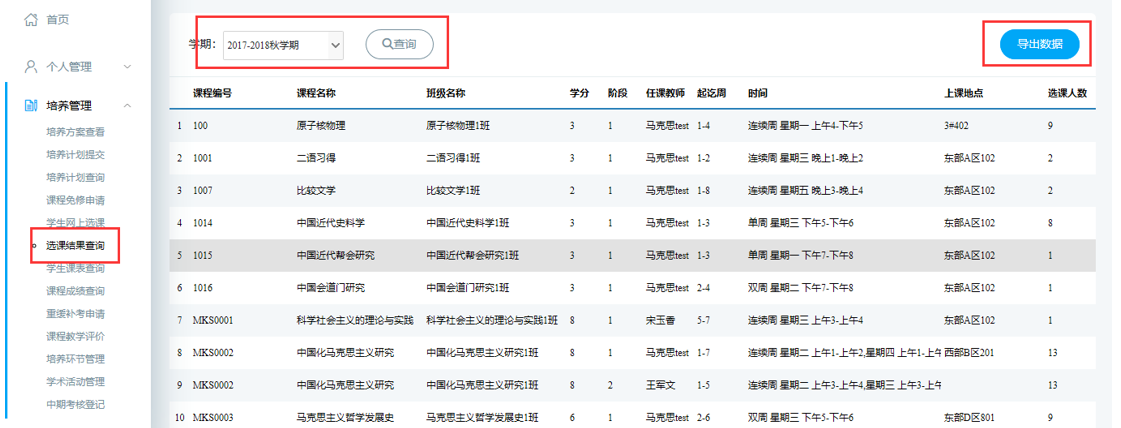 首页
个人管理
培养管理
培养方案查看
培养计划提交
培养计划查询
课程免修申请
学生网上选课
选课结果查询
学生课表查询
课程成绩查询
重缓补考申请
课程教学评价
培养环节管理
学术活动管理
中期考核登记
学期: 2017-2018秋学期 查询 导出数据
课程编号 课程名称 班级名称 学分 阶段 任课教师 起讫周 时间 上课地点 选课人数
1 100 原子核物理 原子核物理1班 3 1 马克思test 1-4 连续周 星期一 上午4-下午5 3#402 9
2 1001 二语习得 二语习得1班 3 1 马克思test 1-2 连续周 星期三 晚上1-晚上2 东部A区102 2
3 1007 比较文学 比较文学1班 2 1 马克思test 1-8 连续周 星期五 晚上3-晚上4 东部A区102 2
4 1014 中国近代史料学 中国近代史料学1班 3 1 马克思test 1-3 单周 星期三 下午5-下午6 东部A区102 8
5 1015 中国近代帮会研究 中国近代帮会研究1班 3 1 马克思test 1-3 单周 星期一 下午7-下午8 东部A区102 1
6 1016 中国会道门研究 中国会道门研究1班 3 1 马克思test 2-4 双周 星期二 下午7-下午8 东部A区102 1
7 MKS0001 科学社会主义的理论与实践 科学社会主义的理论与实践1班 8 1 宋玉香 5-7 连续周 星期三 上午3-上午4 东部A区102 1
8 MKS0002 中国化马克思主义研究 中国化马克思主义研究1班 8 1 马克思test 1-7 连续周 星期二 上午1-上午2,星期四 上午1-上午 西部B区201 13
9 MKS0002 中国化马克思主义研究 中国化马克思主义研究1班 8 2 王军文 1-5 连续周 星期二 上午3-上午4,星期三 上午3-上午 13
10 MKS0003 马克思主义哲学发展史 马克思主义哲学发展史1班 6 1 马克思test 2-6 双周 星期三 下午5-下午6 东部D区801 9